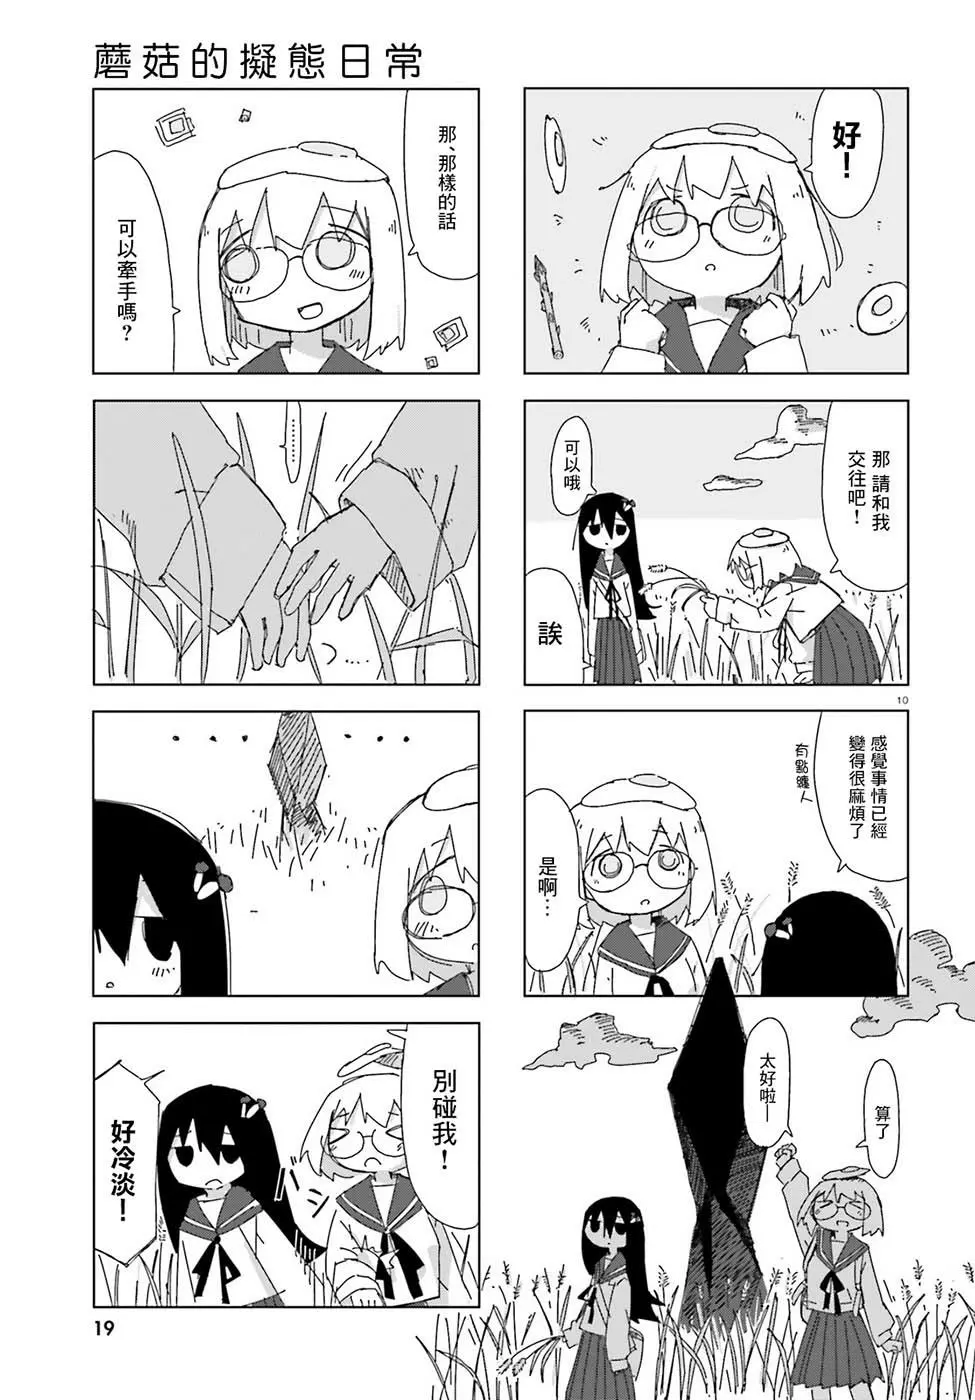 蘑菇的擬態日常
好！
那 請和我
交往吧！
可以哦
誒
10
感覺事情已經
變得很麻煩了
有點纏人
是啊…
算了
太好啦—
那、那樣的話
可以牽手嗎？
………
・・・・・・
別碰我！
好冷淡！
19